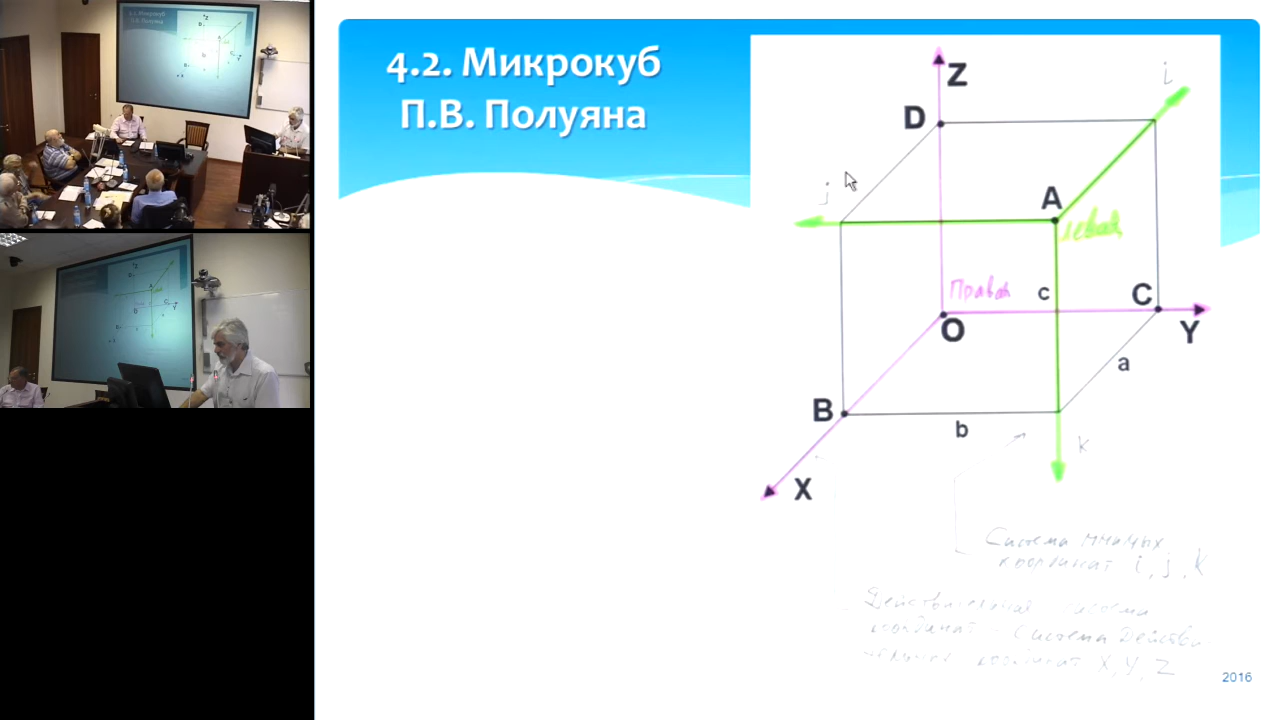 4.2. Микрокуб
П.В. Полуяна
Z
i
D
j
A
левая
Правая
c
C
O
Y
a
B
b
k
X
Система мнимых
координат i, j, k
Действительная система
координат - система Действи-
тельных координат X, Y, Z
2016